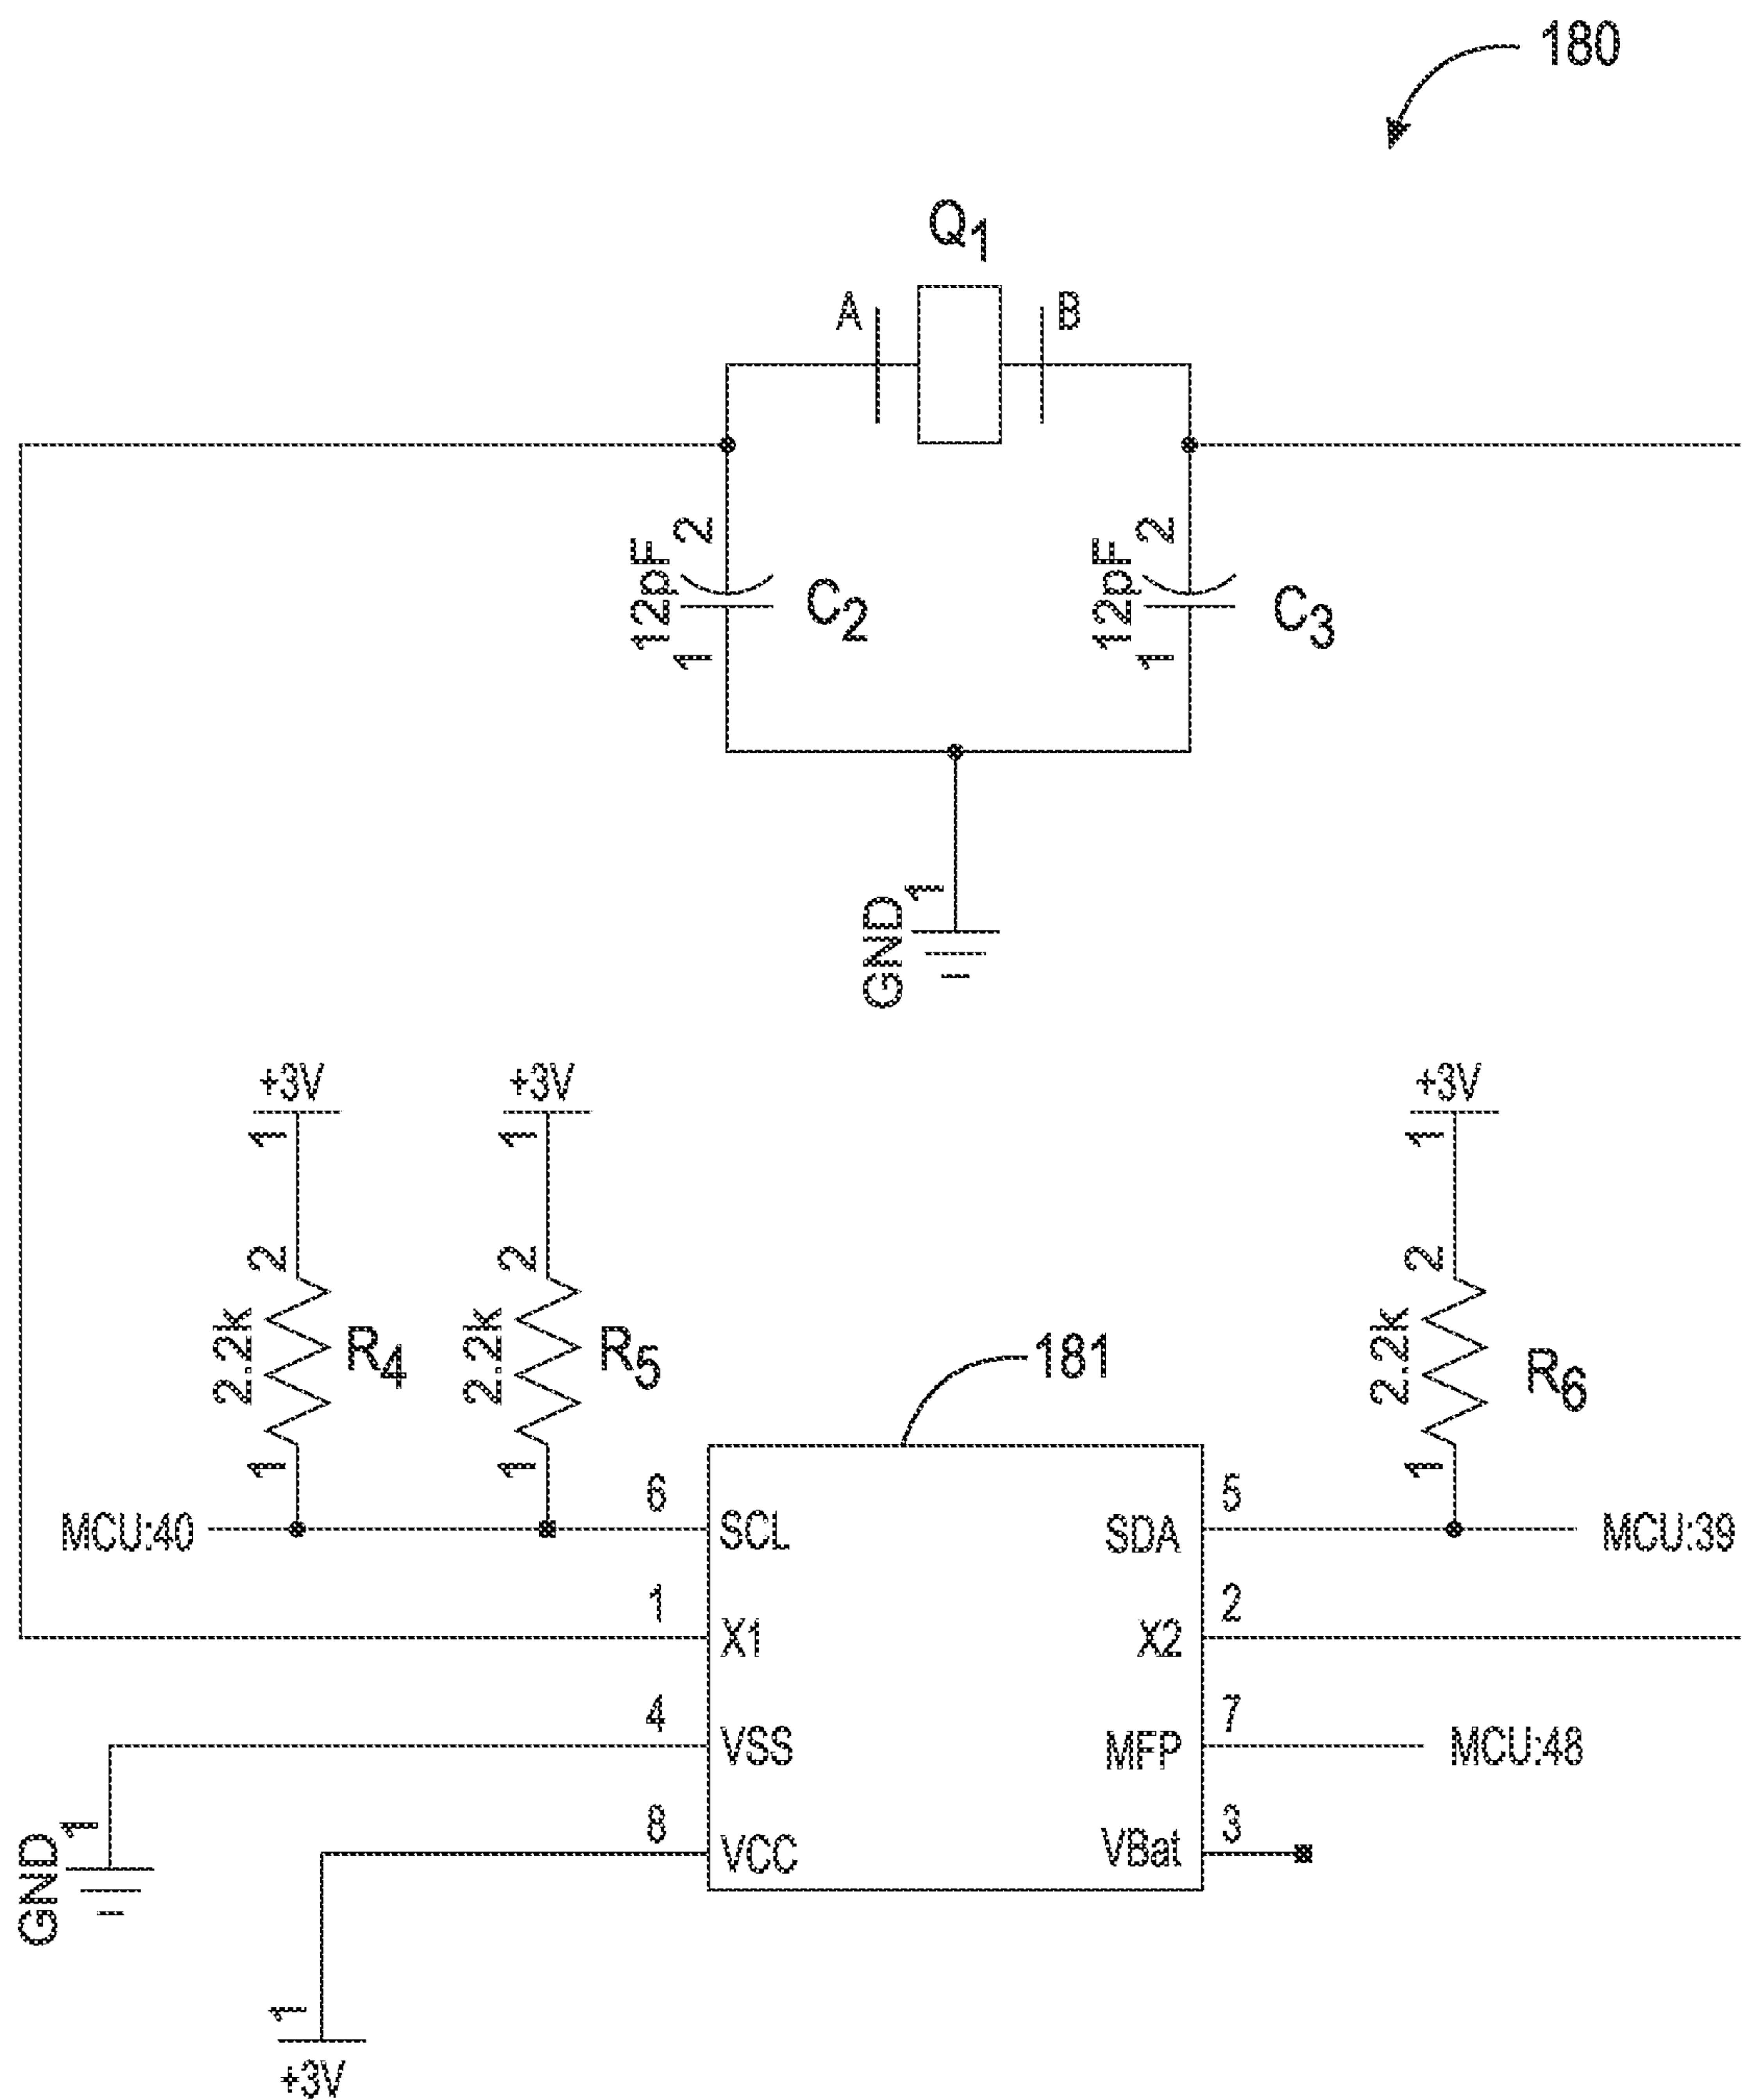 180
Q1
A
B
2
12pF
1
C2
2
12pF
1
C3
1
GND
+3V
1
+3V
1
+3V
1
2
2.2k
1
R4
2
2.2k
1
R5
2
2.2k
1
R6
181
MCU:40
6
SCL
SDA
5
MCU:39
1
X1
X2
2
4
VSS
MFP
7
MCU:48
8
VCC
VBat
3
1
GND
1
+3V